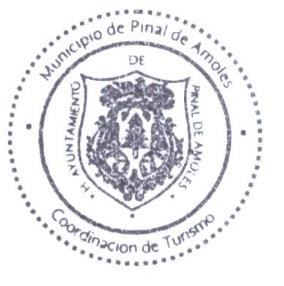 Municipio de Pinal de Amoles
H. AYUNTAMIENTO
DE
PINAL DE AMOLES
Coordinacion de Turismo